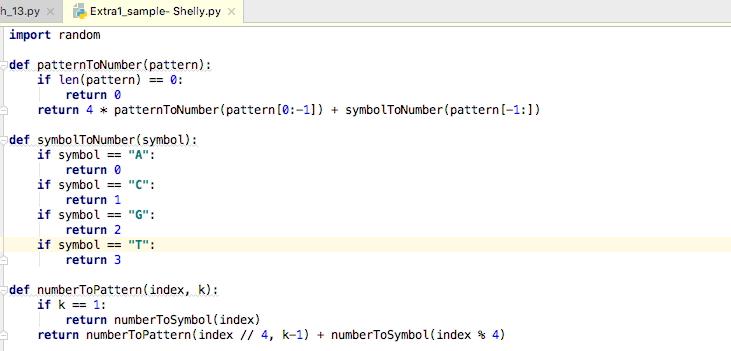 h_13.py × Extra1_sample- Shelly.py ×
import random
def patternToNumber(pattern):
    if len(pattern) == 0:
        return 0
    return 4 * patternToNumber(pattern[0:-1]) + symbolToNumber(pattern[-1:])
def symbolToNumber(symbol):
    if symbol == "A":
        return 0
    if symbol == "C":
        return 1
    if symbol == "G":
        return 2
    if symbol == "T":
        return 3
def numberToPattern(index, k):
    if k == 1:
        return numberToSymbol(index)
    return numberToPattern(index // 4, k-1) + numberToSymbol(index % 4)